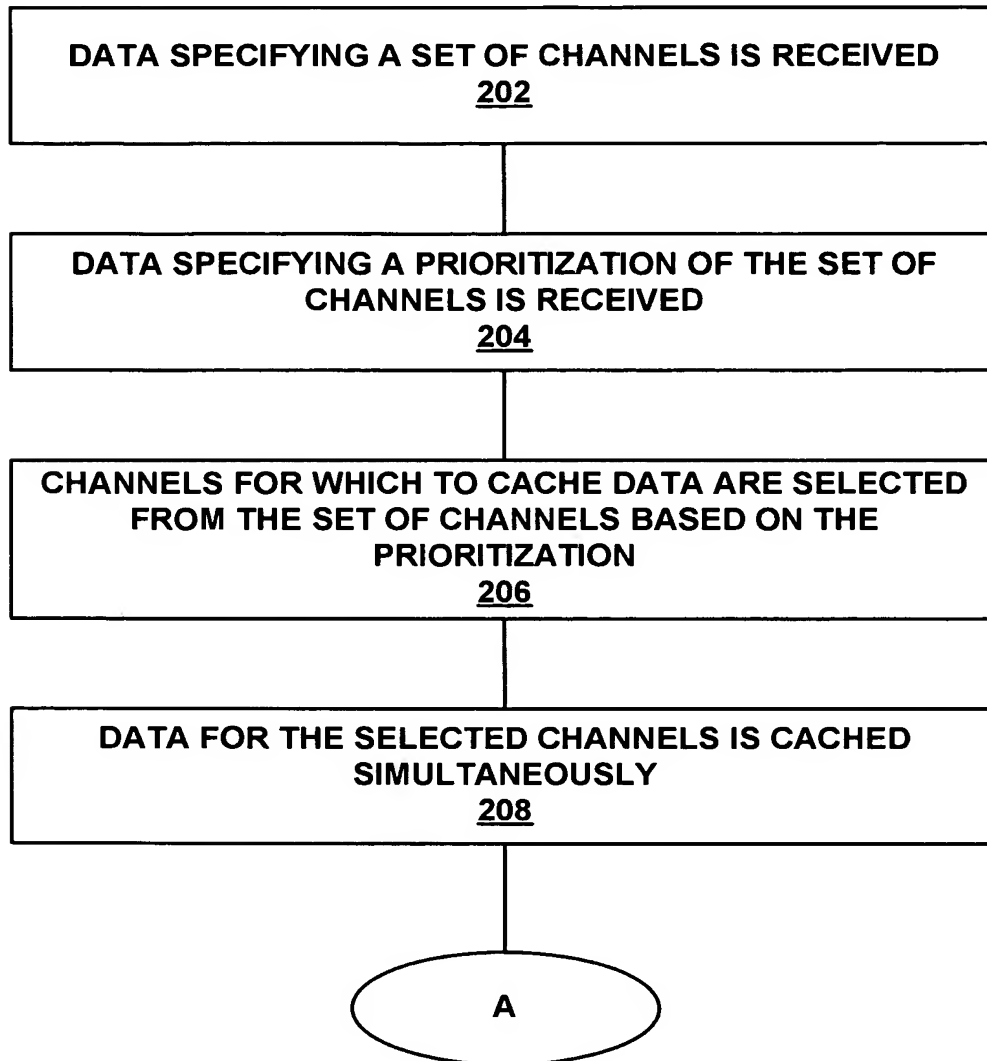 DATA SPECIFYING A SET OF CHANNELS IS RECEIVED
202
DATA SPECIFYING A PRIORITIZATION OF THE SET OF
CHANNELS IS RECEIVED
204
CHANNELS FOR WHICH TO CACHE DATA ARE SELECTED
FROM THE SET OF CHANNELS BASED ON THE
PRIORITIZATION
206
DATA FOR THE SELECTED CHANNELS IS CACHED
SIMULTANEOUSLY
208
A